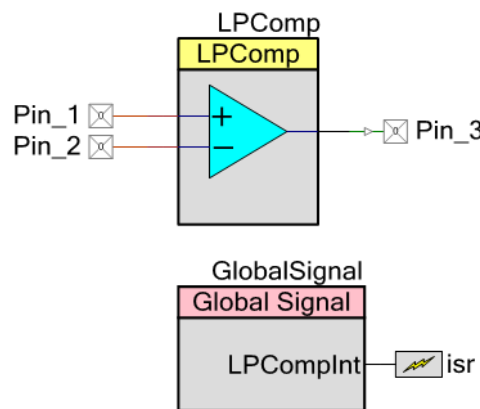 LPComp
LPComp
Pin_1
+
Pin_2
−
Pin_3
GlobalSignal
Global Signal
LPCompInt
isr